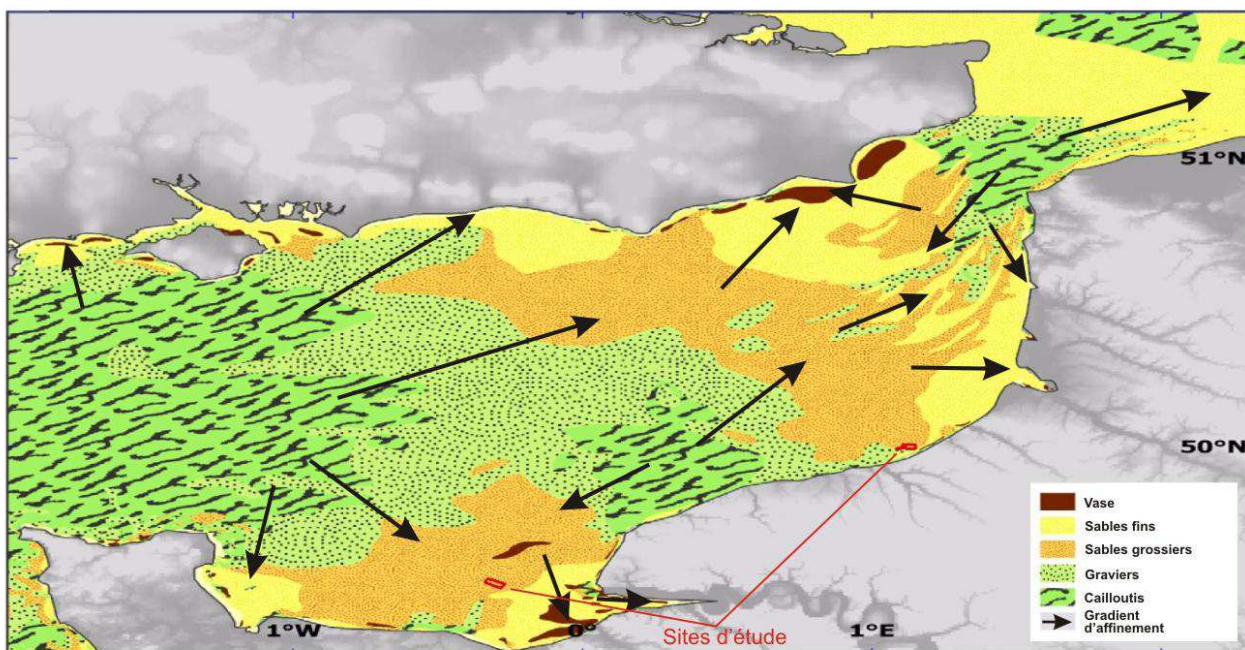 51°N
50°N
1°W
0°
1°E
Sites d'étude
Vase
Sables fins
Sables grossiers
Graviers
Cailloutis
Gradient
d'affinement